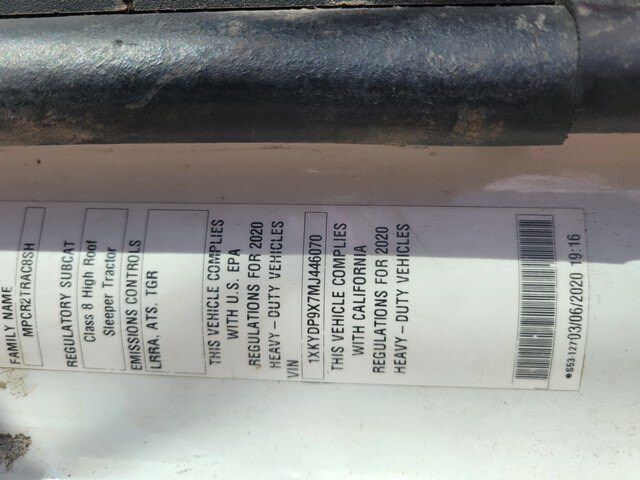 FAMILY NAME
MPCR2TRAC8SH
REGULATORY SUBCAT
Class 8 High Roof
Sleeper Tractor
EMISSIONS CONTROLS
LRRA. ATS. TGR
THIS VEHICLE COMPLIES
WITH U.S. EPA
REGULATIONS FOR 2020
HEAVY - DUTY VEHICLES
VIN
1XKYDP9X7MJ446070
THIS VEHICLE COMPLIES
WITH CALIFORNIA
REGULATIONS FOR 2020
HEAVY - DUTY VEHICLES
●S53-127 03/06/2020 19:16